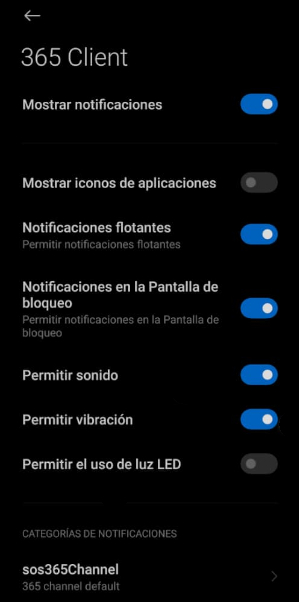 365 Client
Mostrar notificaciones
Mostrar iconos de aplicaciones
Notificaciones flotantes
Permitir notificaciones flotantes
Notificaciones en la Pantalla de
bloqueo
Permitir notificaciones en la Pantalla de
bloqueo
Permitir sonido
Permitir vibración
Permitir el uso de luz LED
CATEGORÍAS DE NOTIFICACIONES
sos365Channel
365 channel default